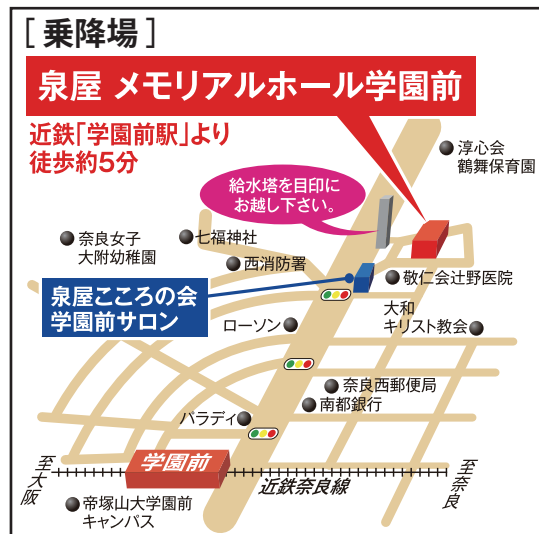 [ 乗降場 ]
泉屋 メモリアルホール学園前
近鉄「学園前駅」より
徒歩約5分
給水塔を目印に
お越し下さい。
淳心会
鶴舞保育園
奈良女子
大附幼稚園
七福神社
西消防署
敬仁会辻野医院
泉屋こころの会
学園前サロン
ローソン
大和
キリスト教会
奈良西郵便局
南都銀行
パラディ
学園前
至大阪
近鉄奈良線
至奈良
帝塚山大学園前
キャンパス